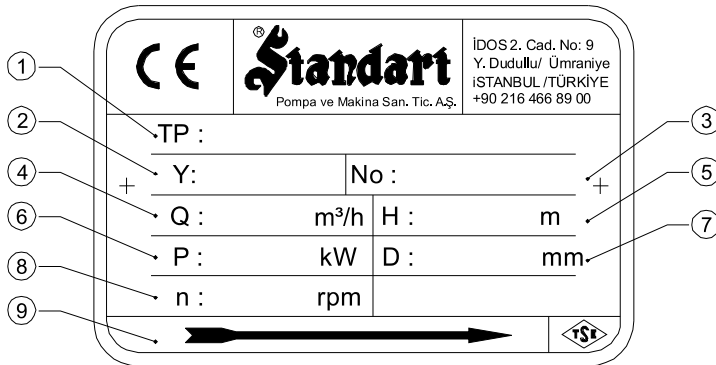 CE
® Standart
Pompa ve Makina San. Tic. A.Ş.
İDOS 2. Cad. No: 9
Y. Dudullu/ Ümraniye
iSTANBUL /TÜRKİYE
+90 216 466 89 00
1 TP :
2 Y: No : 3
4 Q : m³/h H : m 5
6 P : kW D : mm 7
8 n : rpm
9 TSE